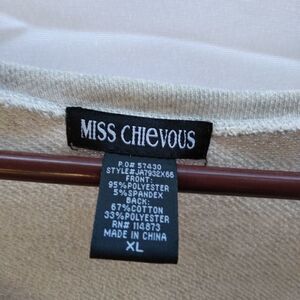 MISS CHIeVOUS
P.O# 57430
STYLE#JA7932X66
FRONT:
95%POLYESTER
5%SPANDEX
BACK:
67%COTTON
33%POLYESTER
RN# 114873
MADE IN CHINA
XL